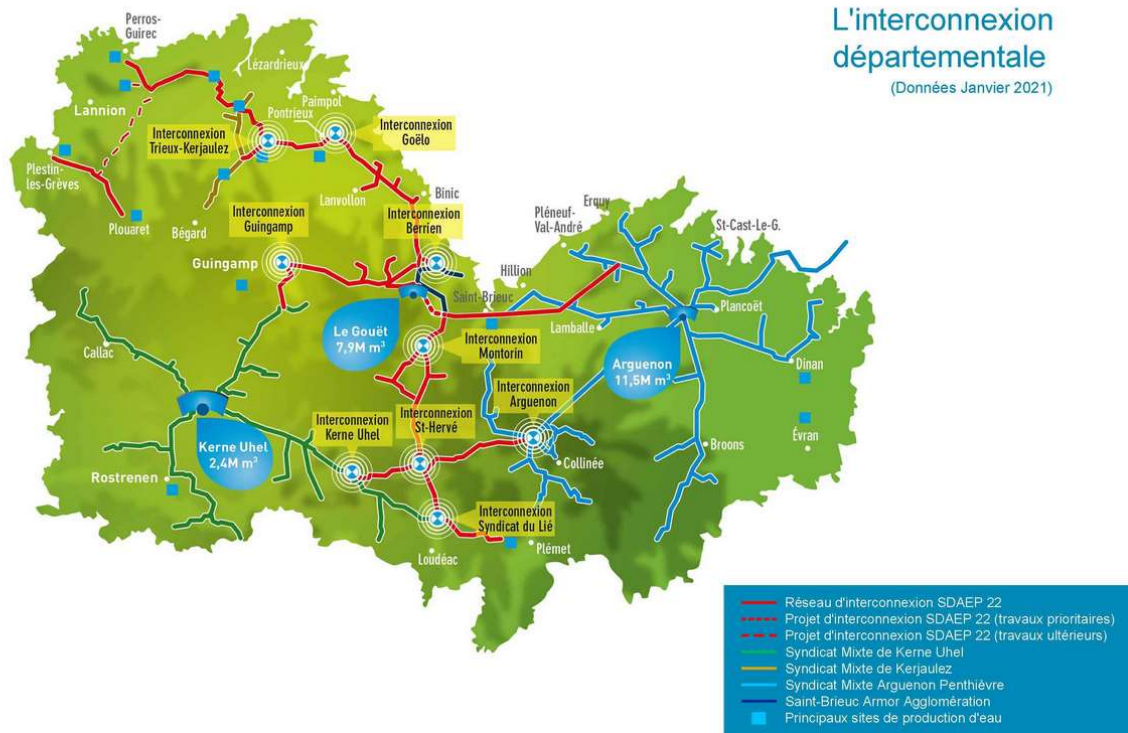 L'interconnexion
départementale
(Données Janvier 2021)
Perros-
Guirec
Lézardrieux
Lannion
Paimpol
Pontrieux
Interconnexion
Trieux-Kerjaulez
Interconnexion
Goëlo
Plestin-
les-Grèves
Lanvollon
Binic
Plouaret
Bégard
Interconnexion
Guingamp
Interconnexion
Berrien
Erquy
Pléneuf-
Val-André
St-Cast-Le-G.
Guingamp
Hillion
Saint-Brieuc
Plancoët
Lamballe
Le Gouët
7,9M m³
Callac
Interconnexion
Montorin
Arguenon
11,5M m³
Dinan
Interconnexion
Arguenon
Interconnexion
Kerne Uhel
Interconnexion
St-Hervé
Évran
Broons
Kerne Uhel
2,4M m³
Collinée
Rostrenen
Interconnexion
Syndicat du Lié
Loudéac
Plémet
Réseau d'interconnexion SDAEP 22
Projet d'interconnexion SDAEP 22 (travaux prioritaires)
Projet d'interconnexion SDAEP 22 (travaux ultérieurs)
Syndicat Mixte de Kerne Uhel
Syndicat Mixte de Kerjaulez
Syndicat Mixte Arguenon Penthièvre
Saint-Brieuc Armor Agglomération
Principaux sites de production d'eau